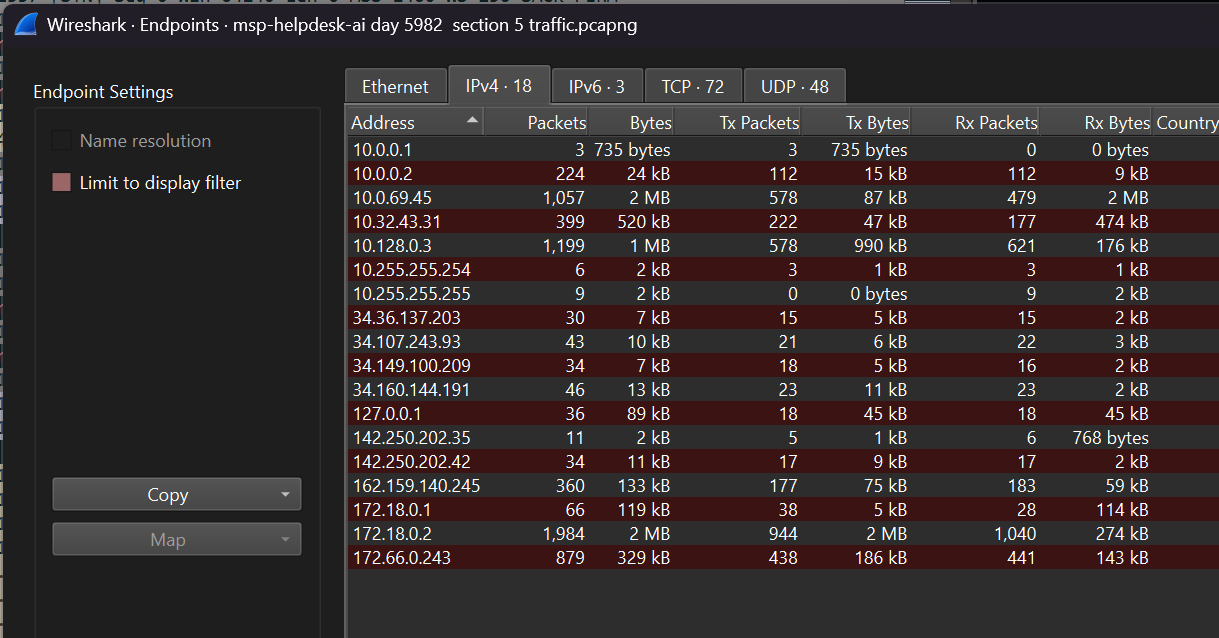 Wireshark · Endpoints · msp-helpdesk-ai day 5982  section 5 traffic.pcapng
Endpoint Settings
Name resolution
Limit to display filter
Copy
Map
Ethernet IPv4 · 18 IPv6 · 3 TCP · 72 UDP · 48
Address Packets Bytes Tx Packets Tx Bytes Rx Packets Rx Bytes Country
10.0.0.1 3 735 bytes 3 735 bytes 0 0 bytes
10.0.0.2 224 24 kB 112 15 kB 112 9 kB
10.0.69.45 1,057 2 MB 578 87 kB 479 2 MB
10.32.43.31 399 520 kB 222 47 kB 177 474 kB
10.128.0.3 1,199 1 MB 578 990 kB 621 176 kB
10.255.255.254 6 2 kB 3 1 kB 3 1 kB
10.255.255.255 9 2 kB 0 0 bytes 9 2 kB
34.36.137.203 30 7 kB 15 5 kB 15 2 kB
34.107.243.93 43 10 kB 21 6 kB 22 3 kB
34.149.100.209 34 7 kB 18 5 kB 16 2 kB
34.160.144.191 46 13 kB 23 11 kB 23 2 kB
127.0.0.1 36 89 kB 18 45 kB 18 45 kB
142.250.202.35 11 2 kB 5 1 kB 6 768 bytes
142.250.202.42 34 11 kB 17 9 kB 17 2 kB
162.159.140.245 360 133 kB 177 75 kB 183 59 kB
172.18.0.1 66 119 kB 38 5 kB 28 114 kB
172.18.0.2 1,984 2 MB 944 2 MB 1,040 274 kB
172.66.0.243 879 329 kB 438 186 kB 441 143 kB